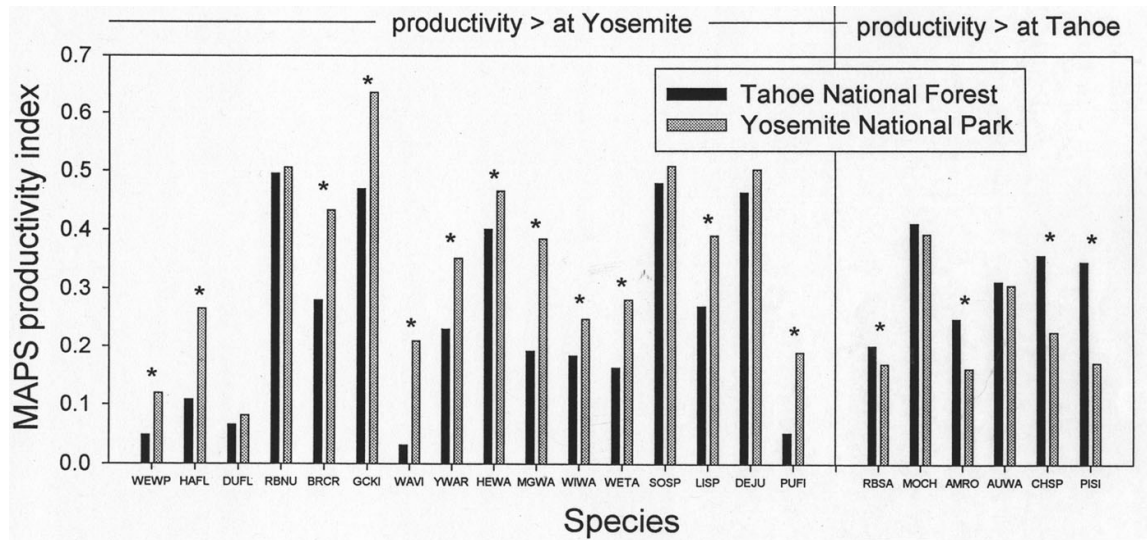 productivity > at Yosemite
productivity > at Tahoe
MAPS productivity index
0.7
0.6
0.5
0.4
0.3
0.2
0.1
0.0
Tahoe National Forest
Yosemite National Park
* * * * * * * * * * * * * * * *
WEWP HAFL DUFL RBNU BRCR GCKI WAVI YWAR HEWA MGWA WIWA WETA SOSP LISP DEJU PUFI RBSA MOCH AMRO AUWA CHSP PISI
Species